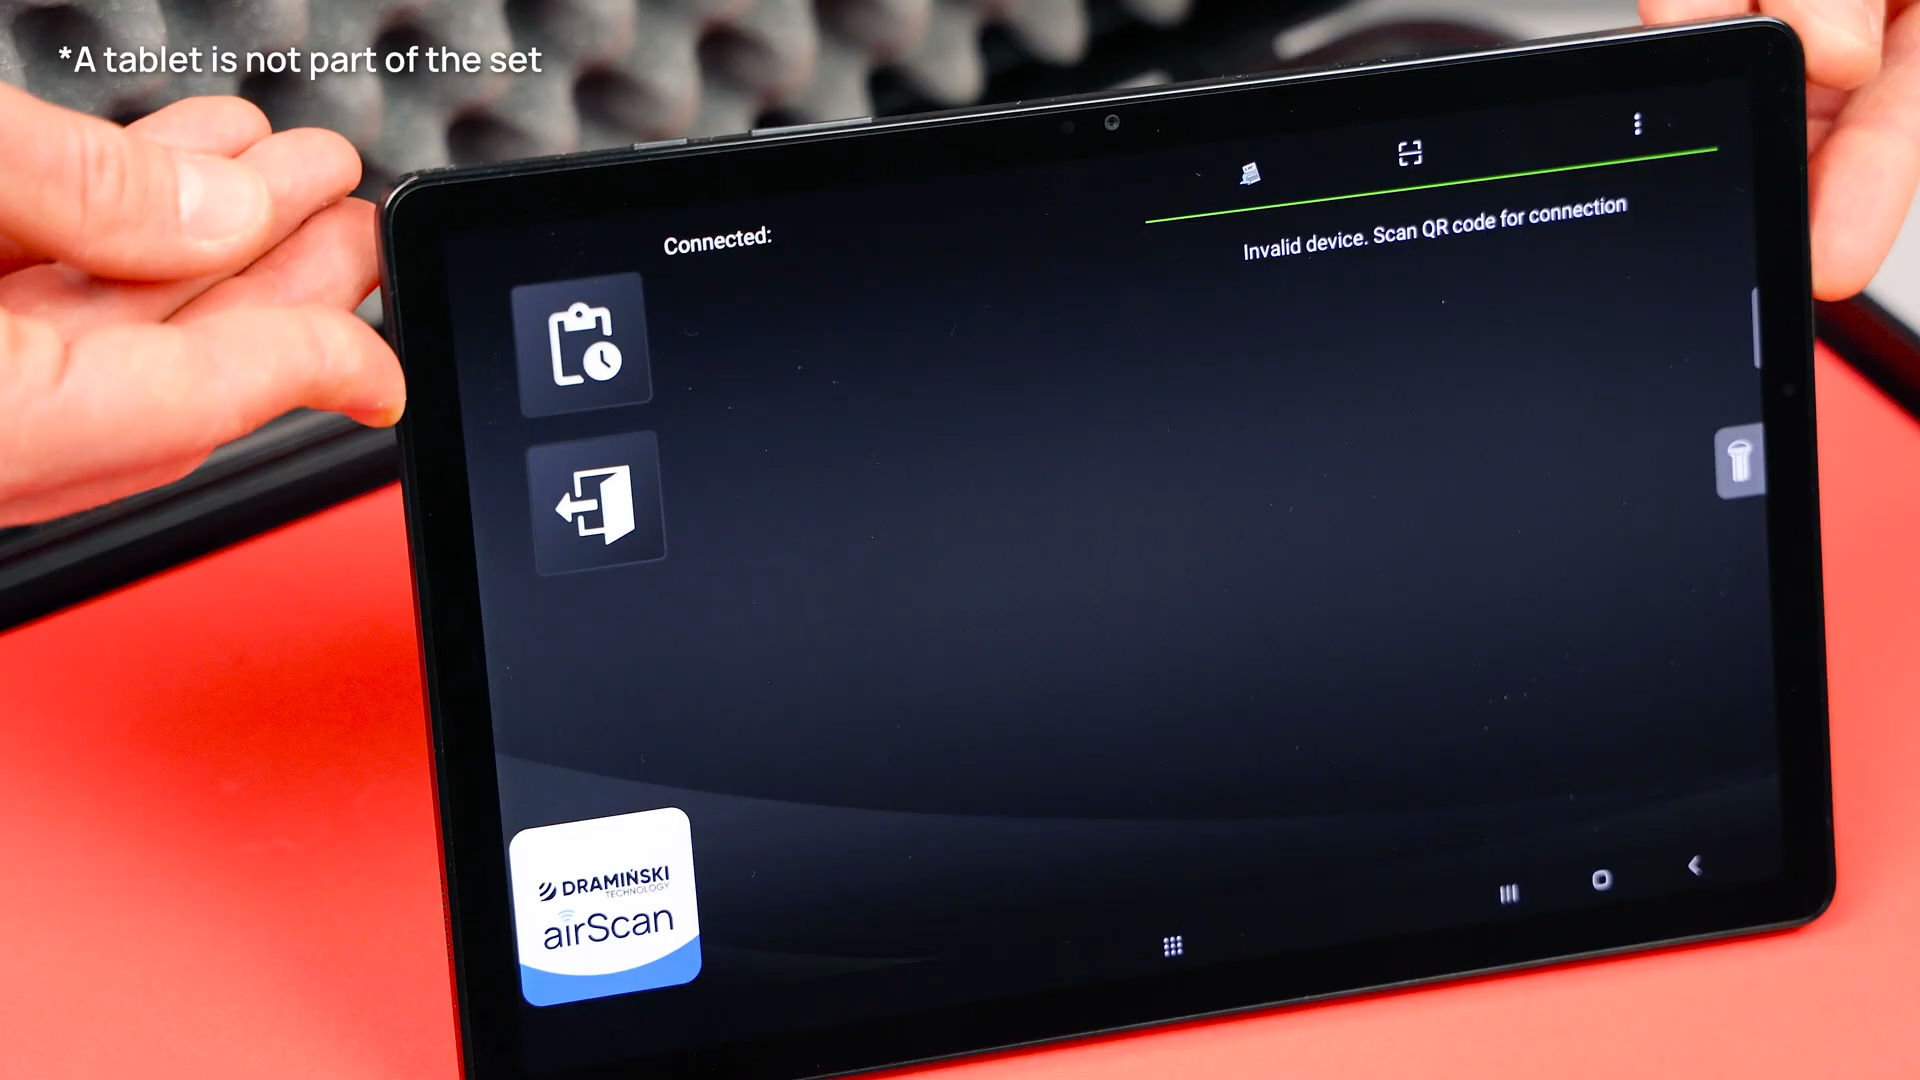 *A tablet is not part of the set
Connected:
Invalid device. Scan QR code for connection
DRAMIŃSKI
TECHNOLOGY
airScan